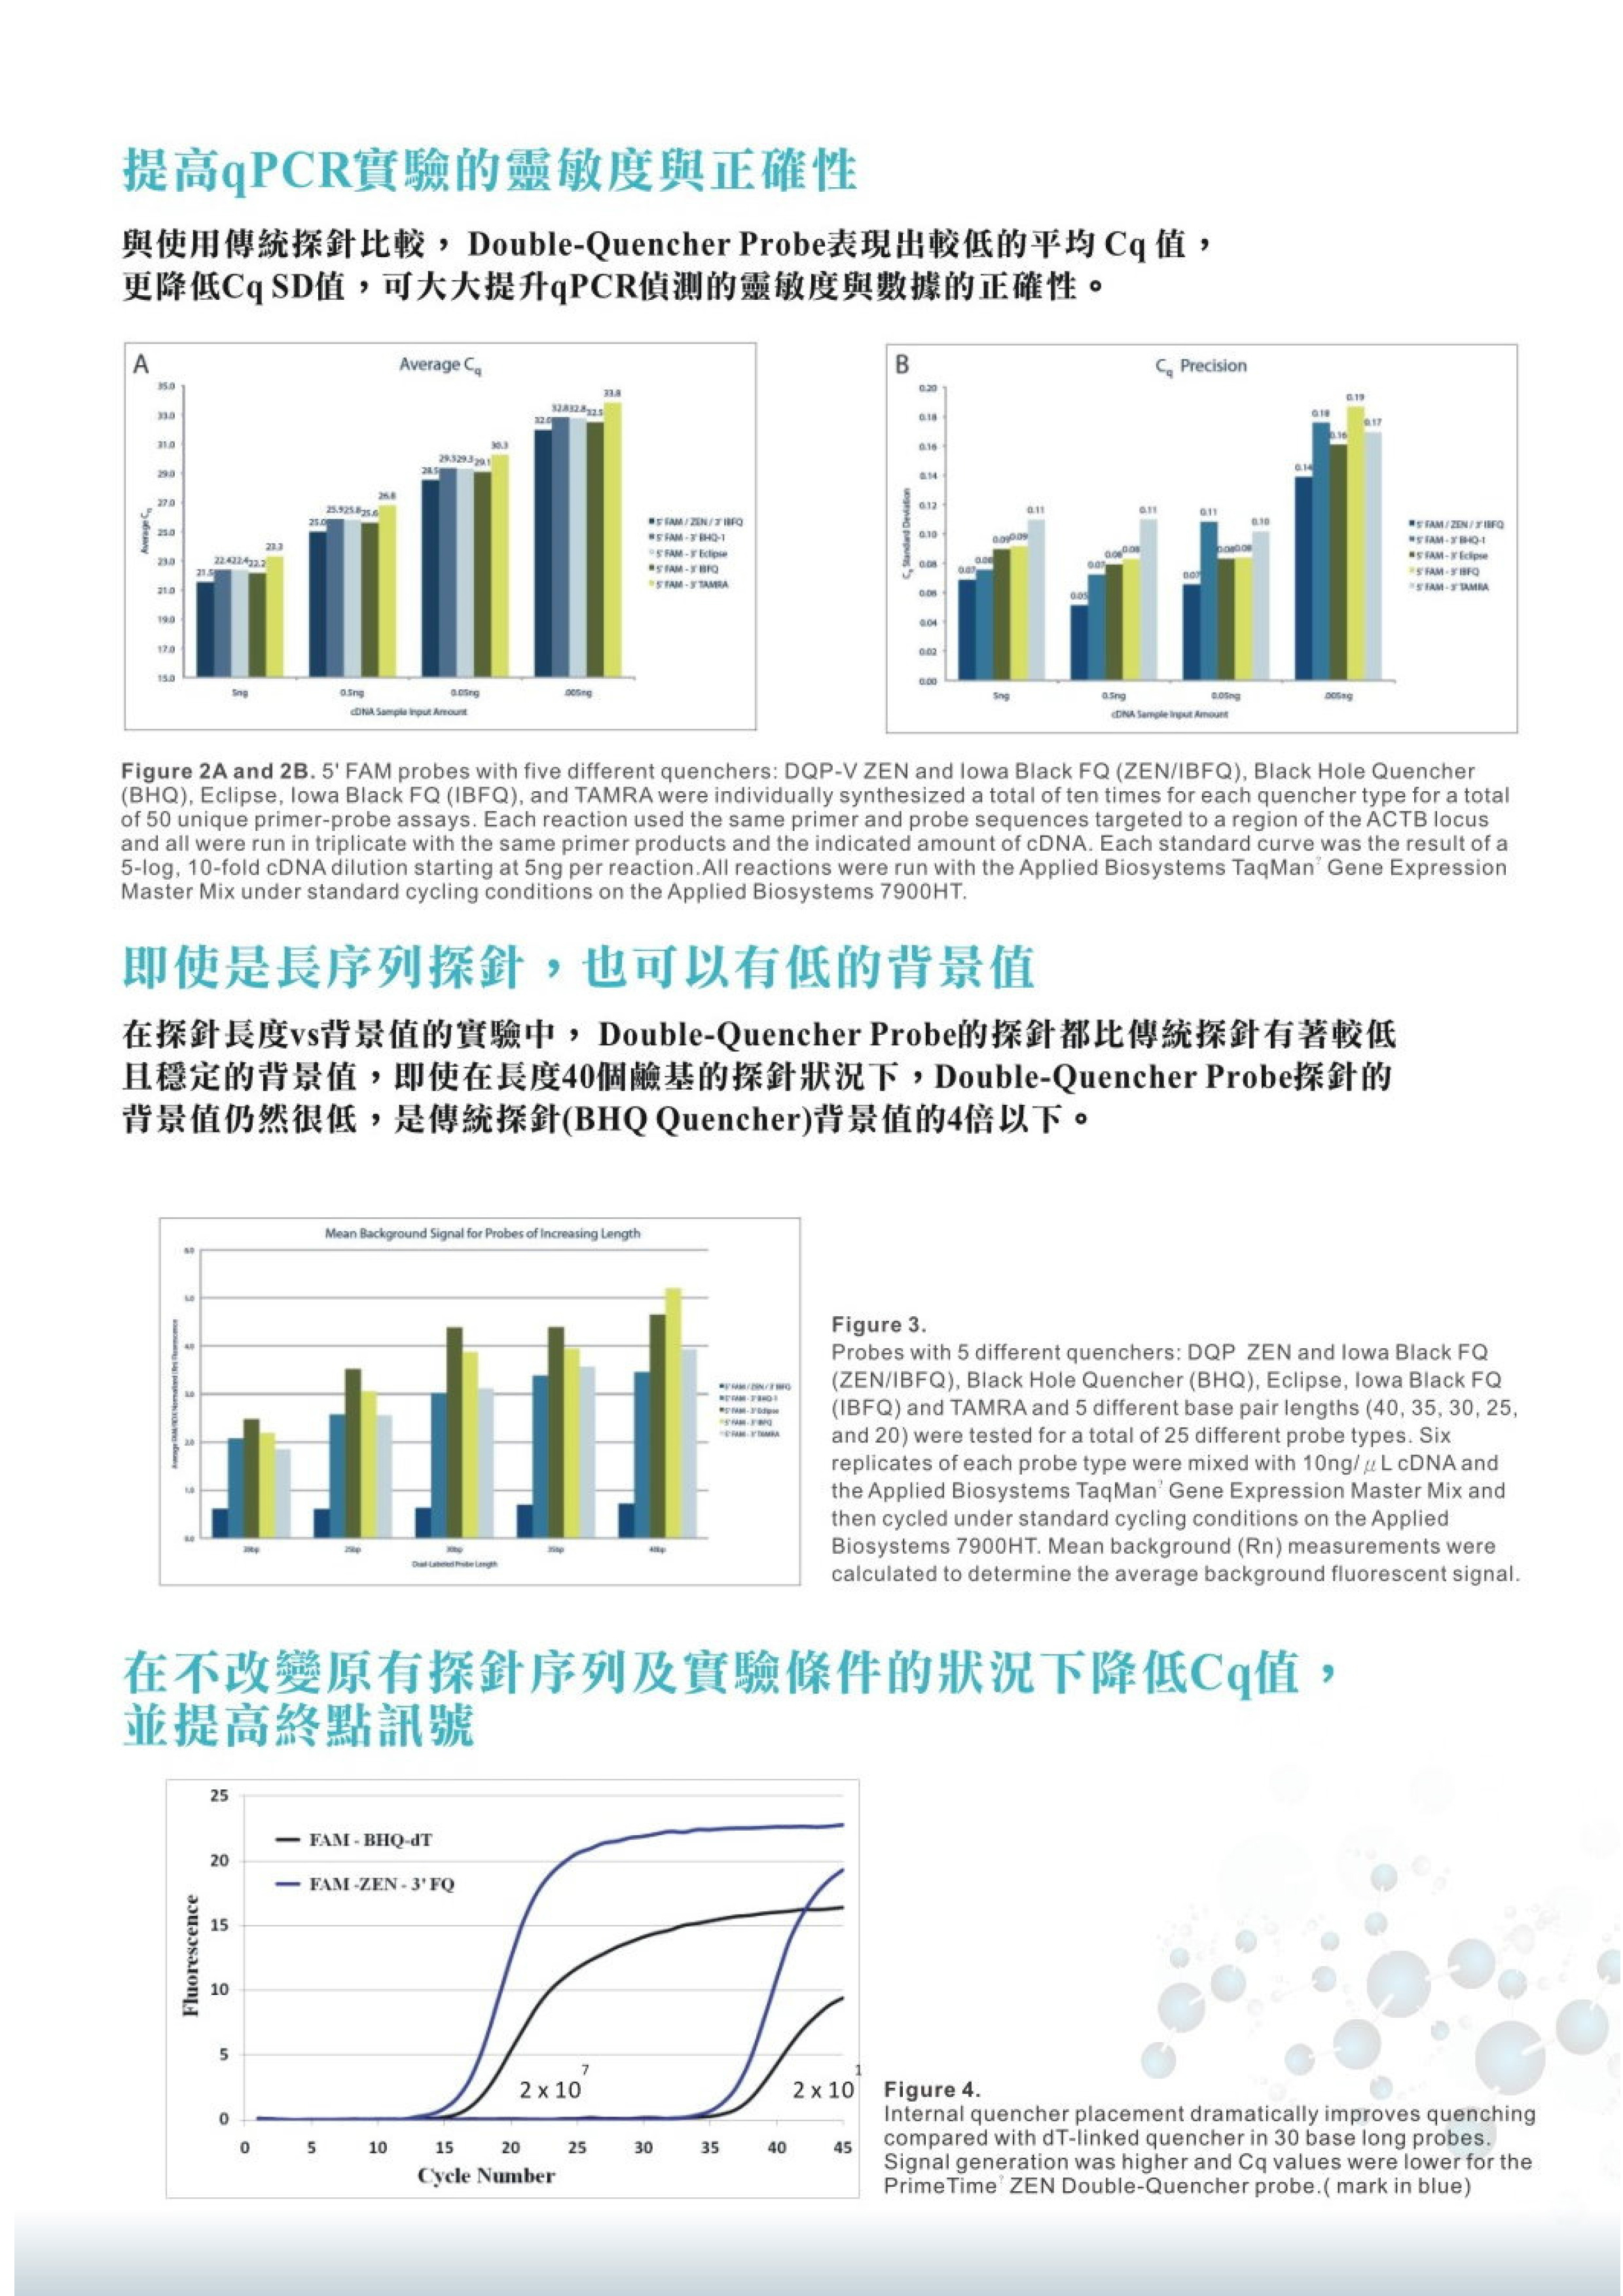 提高qPCR實驗的靈敏度與正確性
與使用傳統探針比較， Double-Quencher Probe表現出較低的平均 Cq 值，
更降低Cq SD值，可大大提升qPCR偵測的靈敏度與數據的正確性。
A
Average Cq
35.0
33.0
31.0
29.0
27.0
25.0
23.0
21.0
19.0
17.0
15.0
Average Cq
21.5 22.4 22.4 22.2 23.3
25.0 25.9 25.8 25.6 26.8
28.5 29.3 29.3 29.1 30.3
32.0 32.8 32.8 32.5 33.8
5ng 0.5ng 0.05ng .005ng
cDNA Sample Input Amount
5' FAM / ZEN / 3' IBFQ
5' FAM - 3' BHQ-1
5' FAM - 3' Eclipse
5' FAM - 3' IBFQ
5' FAM - 3' TAMRA
B
Cq Precision
0.20
0.18
0.16
0.14
0.12
0.10
0.08
0.06
0.04
0.02
0.00
Cq Standard Deviation
0.07 0.08 0.09 0.09 0.11
0.05 0.07 0.08 0.08 0.11
0.07 0.11 0.08 0.08 0.10
0.14 0.18 0.16 0.19 0.17
5ng 0.5ng 0.05ng .005ng
cDNA Sample Input Amount
5' FAM / ZEN / 3' IBFQ
5' FAM - 3' BHQ-1
5' FAM - 3' Eclipse
5' FAM - 3' IBFQ
5' FAM - 3' TAMRA
Figure 2A and 2B. 5' FAM probes with five different quenchers: DQP-V ZEN and Iowa Black FQ (ZEN/IBFQ), Black Hole Quencher
(BHQ), Eclipse, Iowa Black FQ (IBFQ), and TAMRA were individually synthesized a total of ten times for each quencher type for a total
of 50 unique primer-probe assays. Each reaction used the same primer and probe sequences targeted to a region of the ACTB locus
and all were run in triplicate with the same primer products and the indicated amount of cDNA. Each standard curve was the result of a
5-log, 10-fold cDNA dilution starting at 5ng per reaction.All reactions were run with the Applied Biosystems TaqMan? Gene Expression
Master Mix under standard cycling conditions on the Applied Biosystems 7900HT.
即使是長序列探針，也可以有低的背景值
在探針長度vs背景值的實驗中， Double-Quencher Probe的探針都比傳統探針有著較低
且穩定的背景值，即使在長度40個鹼基的探針狀況下，Double-Quencher Probe探針的
背景值仍然很低，是傳統探針(BHQ Quencher)背景值的4倍以下。
Mean Background Signal for Probes of Increasing Length
6.0
5.0
4.0
3.0
2.0
1.0
0.0
Average FAM/ROX Normalized (Rn) Fluorescence
20bp 25bp 30bp 35bp 40bp
Dual-Labeled Probe Length
5' FAM / ZEN / 3' IBFQ
5' FAM - 3' BHQ-1
5' FAM - 3' Eclipse
5' FAM - 3' IBFQ
5' FAM - 3' TAMRA
Figure 3.
Probes with 5 different quenchers: DQP ZEN and Iowa Black FQ
(ZEN/IBFQ), Black Hole Quencher (BHQ), Eclipse, Iowa Black FQ
(IBFQ) and TAMRA and 5 different base pair lengths (40, 35, 30, 25,
and 20) were tested for a total of 25 different probe types. Six
replicates of each probe type were mixed with 10ng/μL cDNA and
the Applied Biosystems TaqMan? Gene Expression Master Mix and
then cycled under standard cycling conditions on the Applied
Biosystems 7900HT. Mean background (Rn) measurements were
calculated to determine the average background fluorescent signal.
在不改變原有探針序列及實驗條件的狀況下降低Cq值，
並提高終點訊號
25
20
15
10
5
0
Fluorescence
FAM - BHQ-dT
FAM -ZEN - 3' FQ
2 x 10 7
2 x 10 1
0 5 10 15 20 25 30 35 40 45
Cycle Number
Figure 4.
Internal quencher placement dramatically improves quenching
compared with dT-linked quencher in 30 base long probes.
Signal generation was higher and Cq values were lower for the
PrimeTime? ZEN Double-Quencher probe.( mark in blue)